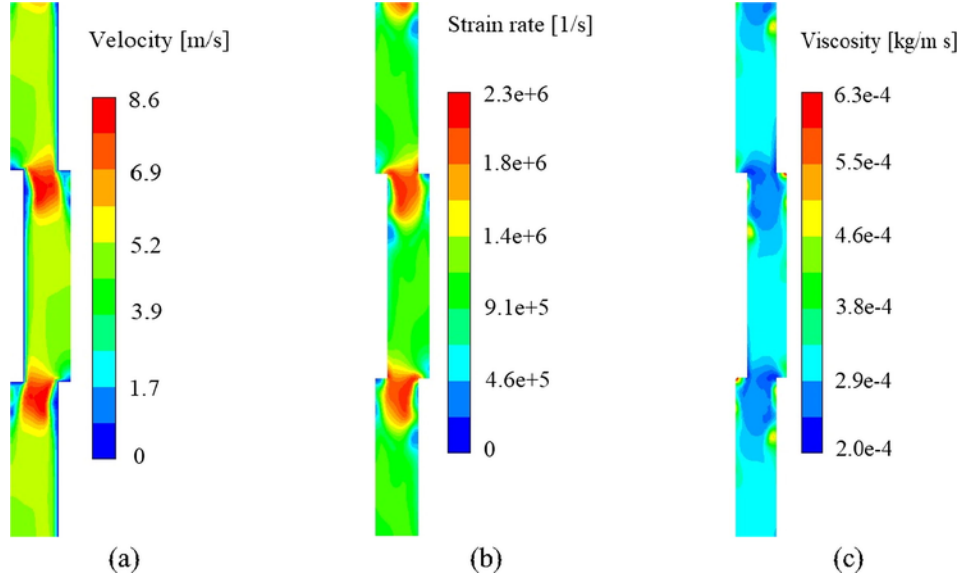 Velocity [m/s]
8.6
6.9
5.2
3.9
1.7
0
(a)
Strain rate [1/s]
2.3e+6
1.8e+6
1.4e+6
9.1e+5
4.6e+5
0
(b)
Viscosity [kg/m s]
6.3e-4
5.5e-4
4.6e-4
3.8e-4
2.9e-4
2.0e-4
(c)